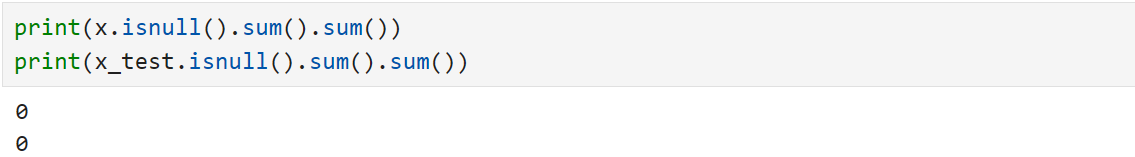 print(x.isnull().sum().sum())
print(x_test.isnull().sum().sum())
0
0